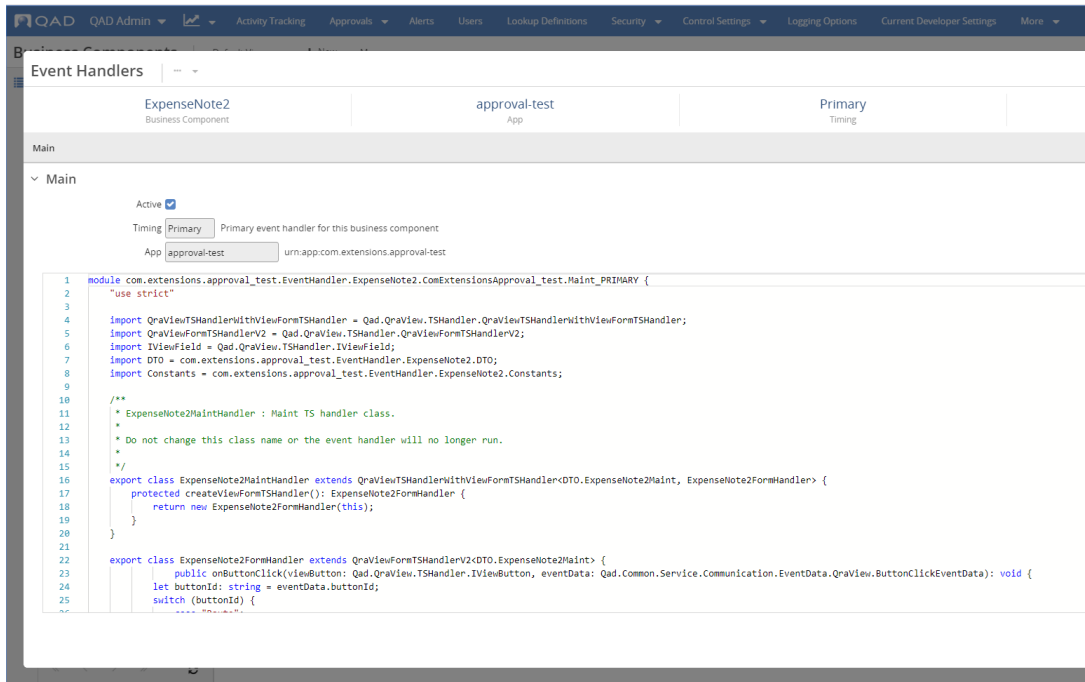 QAD QAD Admin Activity Tracking Approvals Alerts Users Lookup Definitions Security Control Settings Logging Options Current Developer Settings More
Event Handlers
ExpenseNote2 approval-test Primary
Business Component App Timing
Main
Main
Active
Timing Primary Primary event handler for this business component
App approval-test urn:app:com.extensions.approval-test
1 module com.extensions.approval_test.EventHandler.ExpenseNote2.ComExtensionsApproval_test.Maint_PRIMARY {
2 "use strict"
3
4 import QraViewTSHandlerWithViewFormTSHandler = Qad.QraView.TSHandler.QraViewTSHandlerWithViewFormTSHandler;
5 import QraViewFormTSHandlerV2 = Qad.QraView.TSHandler.QraViewFormTSHandlerV2;
6 import IViewField = Qad.QraView.TSHandler.IViewField;
7 import DTO = com.extensions.approval_test.EventHandler.ExpenseNote2.DTO;
8 import Constants = com.extensions.approval_test.EventHandler.ExpenseNote2.Constants;
9
10 /**
11 * ExpenseNote2MaintHandler : Maint TS handler class.
12 *
13 * Do not change this class name or the event handler will no longer run.
14 *
15 */
16 export class ExpenseNote2MaintHandler extends QraViewTSHandlerWithViewFormTSHandler<DTO.ExpenseNote2Maint, ExpenseNote2FormHandler> {
17 protected createViewFormTSHandler(): ExpenseNote2FormHandler {
18 return new ExpenseNote2FormHandler(this);
19 }
20 }
21
22 export class ExpenseNote2FormHandler extends QraViewFormTSHandlerV2<DTO.ExpenseNote2Maint> {
23 public onButtonClick(viewButton: Qad.QraView.TSHandler.IViewButton, eventData: Qad.Common.Service.Communication.EventData.QraView.ButtonClickEventData): void {
24 let buttonId: string = eventData.buttonId;
25 switch (buttonId) {